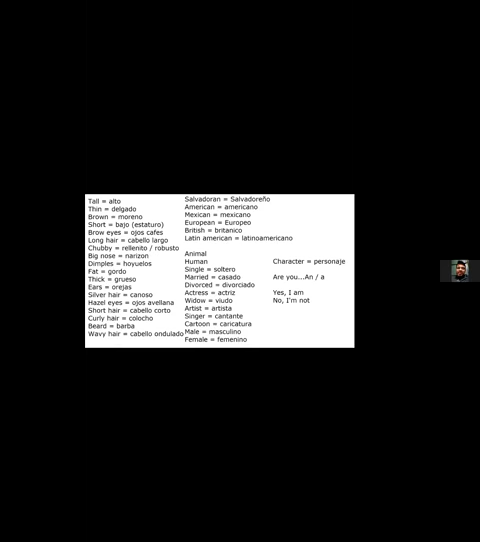 Tall = alto
Thin = delgado
Brown = moreno
Short = bajo (estaturo)
Brow eyes = ojos cafes
Long hair = cabello largo
Chubby = rellenito / robusto
Big nose = narizon
Dimples = hoyuelos
Fat = gordo
Thick = grueso
Ears = orejas
Silver hair = canoso
Hazel eyes = ojos avellana
Short hair = cabello corto
Curly hair = colocho
Beard = barba
Wavy hair = cabello ondulado
Salvadoran = Salvadoreño
American = americano
Mexican = mexicano
European = Europeo
British = britanico
Latin american = latinoamericano
Animal
Human
Single = soltero
Married = casado
Divorced = divorciado
Actress = actriz
Widow = viudo
Artist = artista
Singer = cantante
Cartoon = caricatura
Male = masculino
Female = femenino
Character = personaje
Are you...An / a
Yes, I am
No, I'm not